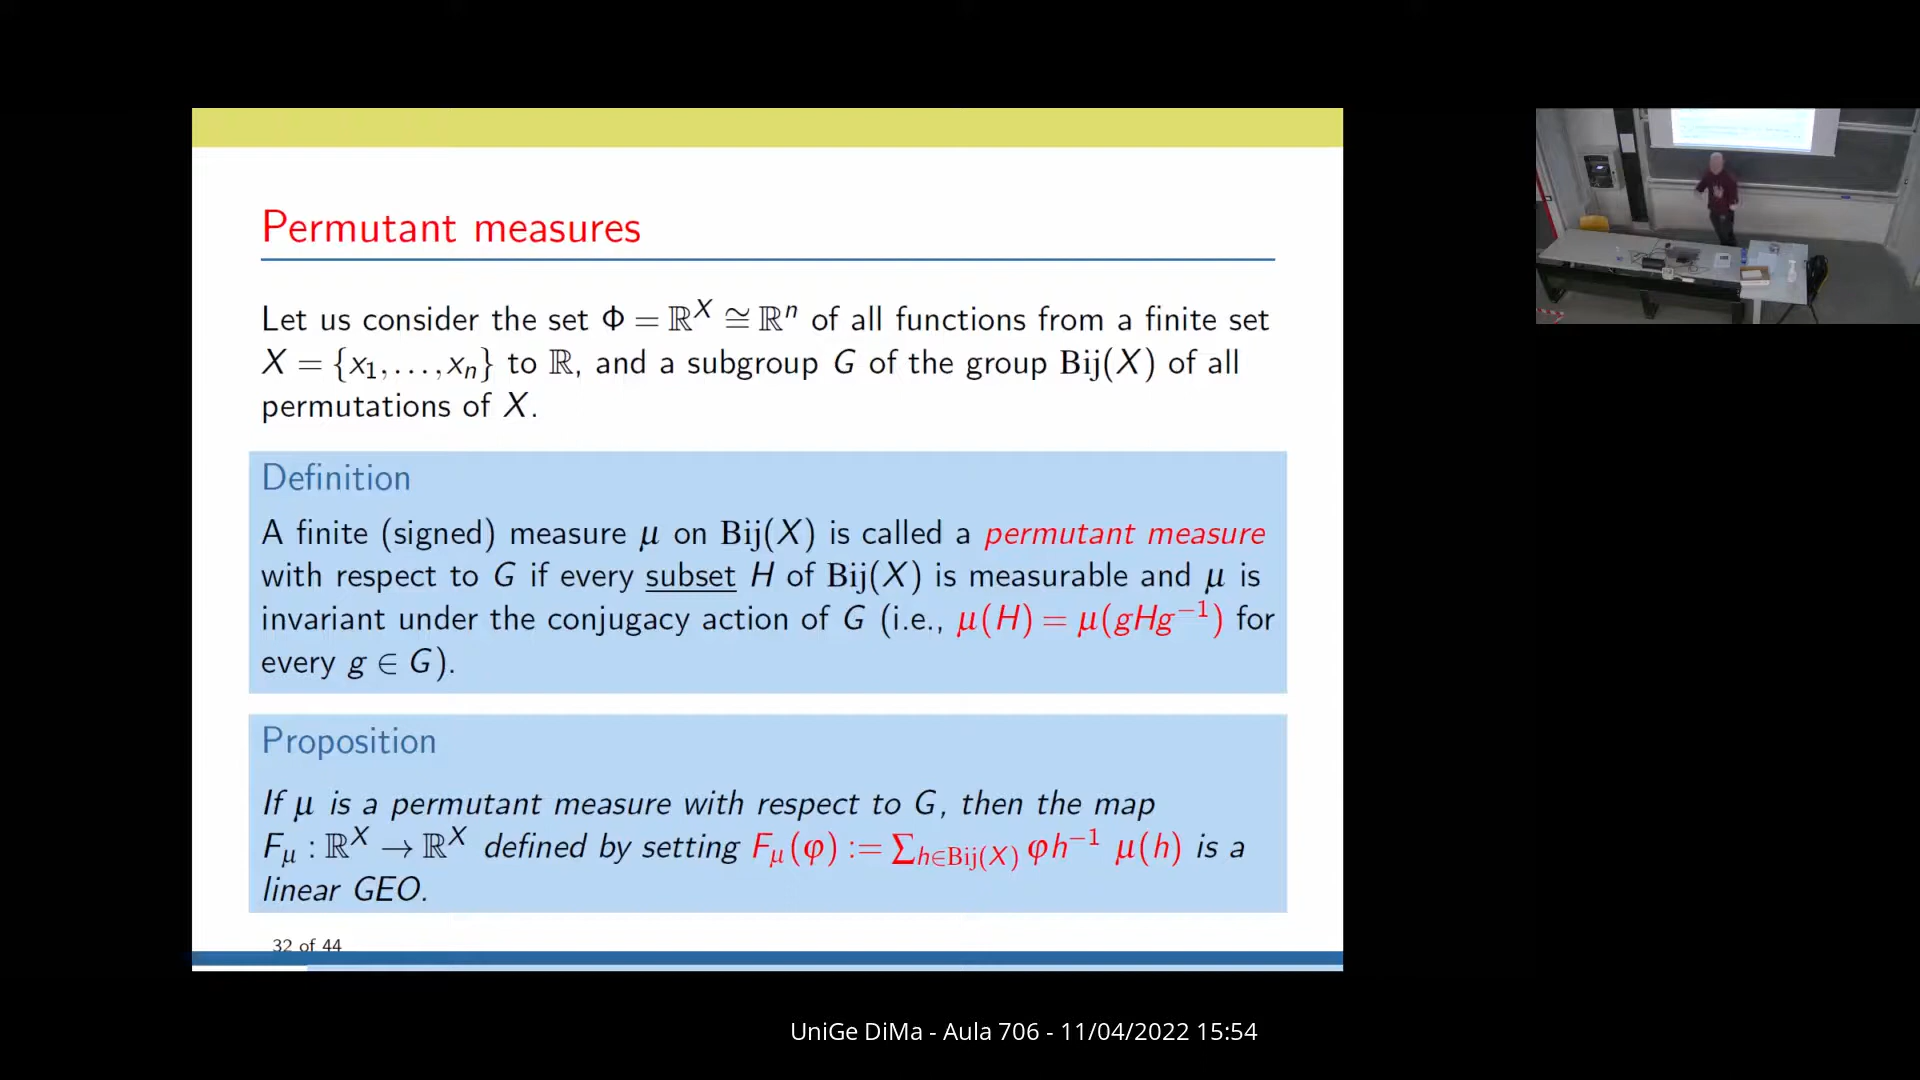 Permutant measures
Let us consider the set Φ = ℝ^X ≅ ℝ^n of all functions from a finite set
X = {x₁,...,xₙ} to ℝ, and a subgroup G of the group Bij(X) of all
permutations of X.
Definition
A finite (signed) measure μ on Bij(X) is called a permutant measure
with respect to G if every subset H of Bij(X) is measurable and μ is
invariant under the conjugacy action of G (i.e., μ(H) = μ(gHg⁻¹) for
every g ∈ G).
Proposition
If μ is a permutant measure with respect to G, then the map
F_μ : ℝ^X → ℝ^X defined by setting F_μ(φ) := ∑_{h∈Bij(X)} φh⁻¹ μ(h) is a
linear GEO.
32 of 44
UniGe DiMa - Aula 706 - 11/04/2022 15:54